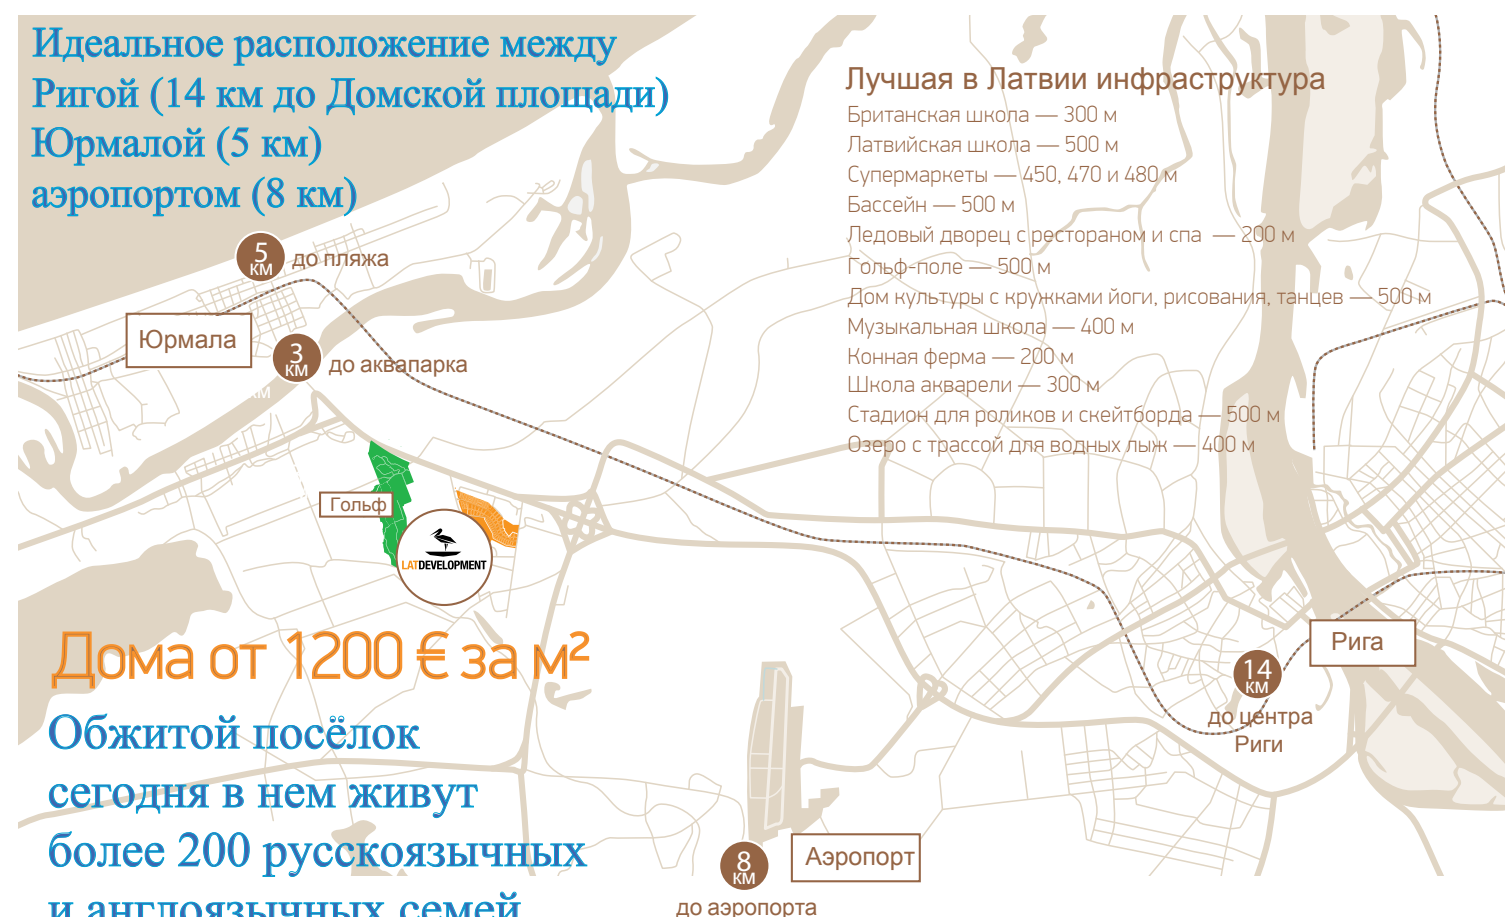 Идеальное расположение между
Ригой (14 км до Домской площади)
Юрмалой (5 км)
аэропортом (8 км)
Лучшая в Латвии инфраструктура
Британская школа — 300 м
Латвийская школа — 500 м
Супермаркеты — 450, 470 и 480 м
Бассейн — 500 м
Ледовый дворец с рестораном и спа — 200 м
Гольф-поле — 500 м
Дом культуры с кружками йоги, рисования, танцев — 500 м
Музыкальная школа — 400 м
Конная ферма — 200 м
Школа акварели — 300 м
Стадион для роликов и скейтборда — 500 м
Озеро с трассой для водных лыж — 400 м
5 км до пляжа
Юрмала
3 км до аквапарка
км
Гольф
LATDEVELOPMENT
Дома от 1200 € за м²
Обжитой посёлок
сегодня в нем живут
более 200 русскоязычных
и англоязычных семей
Рига
14 км
до центра
Риги
Аэропорт
8 км
до аэропорта